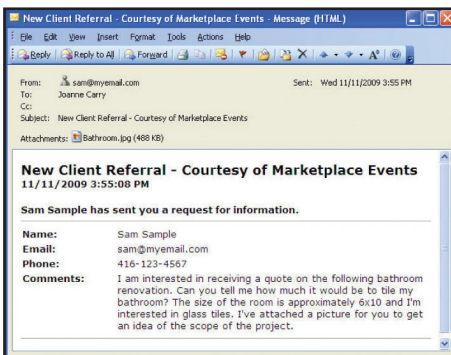 New Client Referral - Courtesy of Marketplace Events - Message (HTML)
File Edit View Insert Format Tools Actions Help
Reply Reply to All Forward
From: sam@myemail.com Sent: Wed 11/11/2009 3:55 PM
To: Joanne Carry
Cc:
Subject: New Client Referral - Courtesy of Marketplace Events
Attachments: Bathroom.jpg (488 KB)
New Client Referral - Courtesy of Marketplace Events
11/11/2009 3:55:08 PM
Sam Sample has sent you a request for information.
Name: Sam Sample
Email: sam@myemail.com
Phone: 416-123-4567
Comments: I am interested in receiving a quote on the following bathroom
renovation. Can you tell me how much it would be to tile my
bathroom? The size of the room is approximately 6x10 and I'm
interested in glass tiles. I've attached a picture for you to get
an idea of the scope of the project.